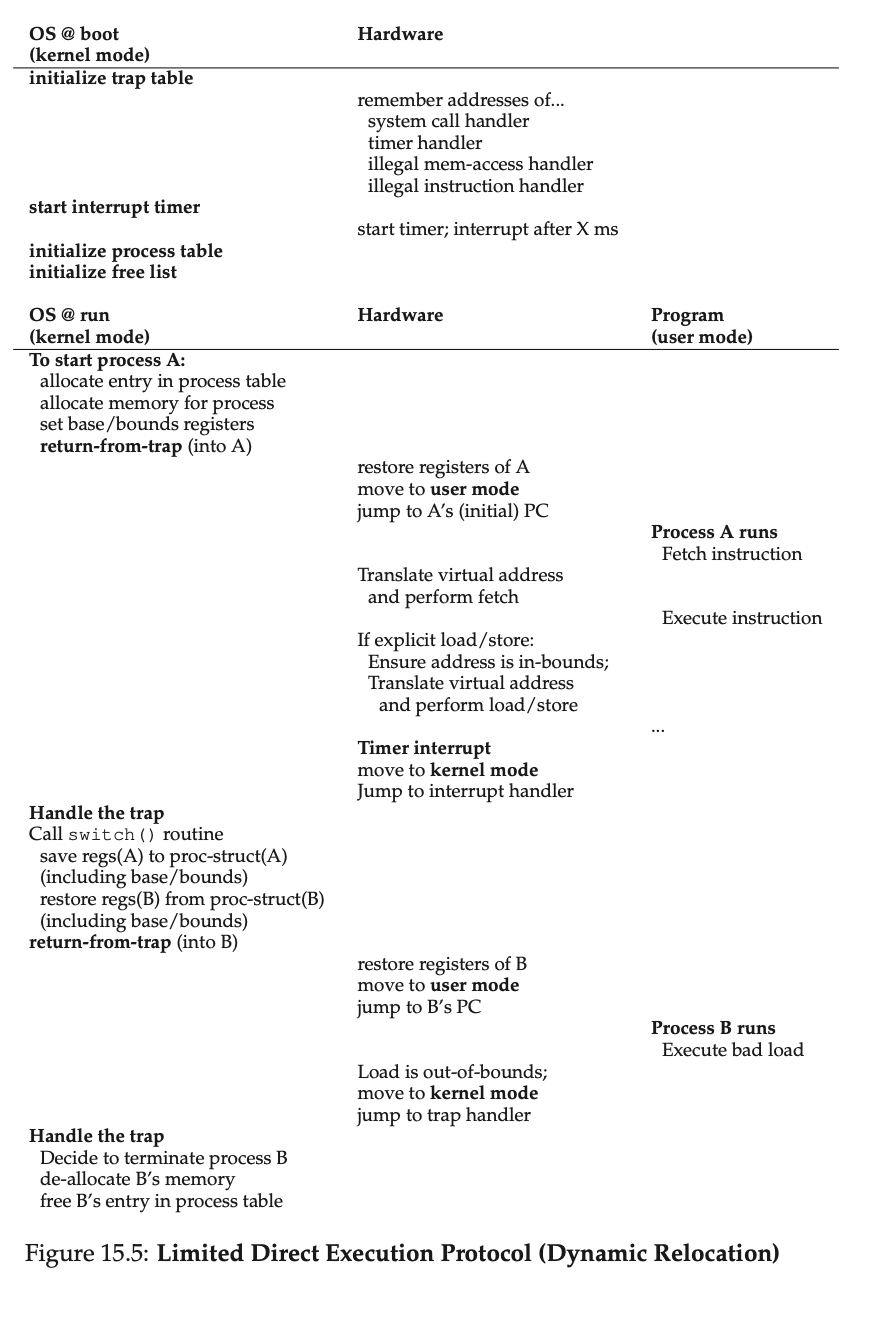 OS @ boot Hardware
(kernel mode)
initialize trap table
remember addresses of...
system call handler
timer handler
illegal mem-access handler
illegal instruction handler
start interrupt timer
start timer; interrupt after X ms
initialize process table
initialize free list
OS @ run Hardware Program
(kernel mode) (user mode)
To start process A:
allocate entry in process table
allocate memory for process
set base/bounds registers
return-from-trap (into A)
restore registers of A
move to user mode
jump to A's (initial) PC
Process A runs
Fetch instruction
Translate virtual address
and perform fetch
Execute instruction
If explicit load/store:
Ensure address is in-bounds;
Translate virtual address
and perform load/store
...
Timer interrupt
move to kernel mode
Jump to interrupt handler
Handle the trap
Call switch() routine
save regs(A) to proc-struct(A)
(including base/bounds)
restore regs(B) from proc-struct(B)
(including base/bounds)
return-from-trap (into B)
restore registers of B
move to user mode
jump to B's PC
Process B runs
Execute bad load
Load is out-of-bounds;
move to kernel mode
jump to trap handler
Handle the trap
Decide to terminate process B
de-allocate B's memory
free B's entry in process table
Figure 15.5: Limited Direct Execution Protocol (Dynamic Relocation)